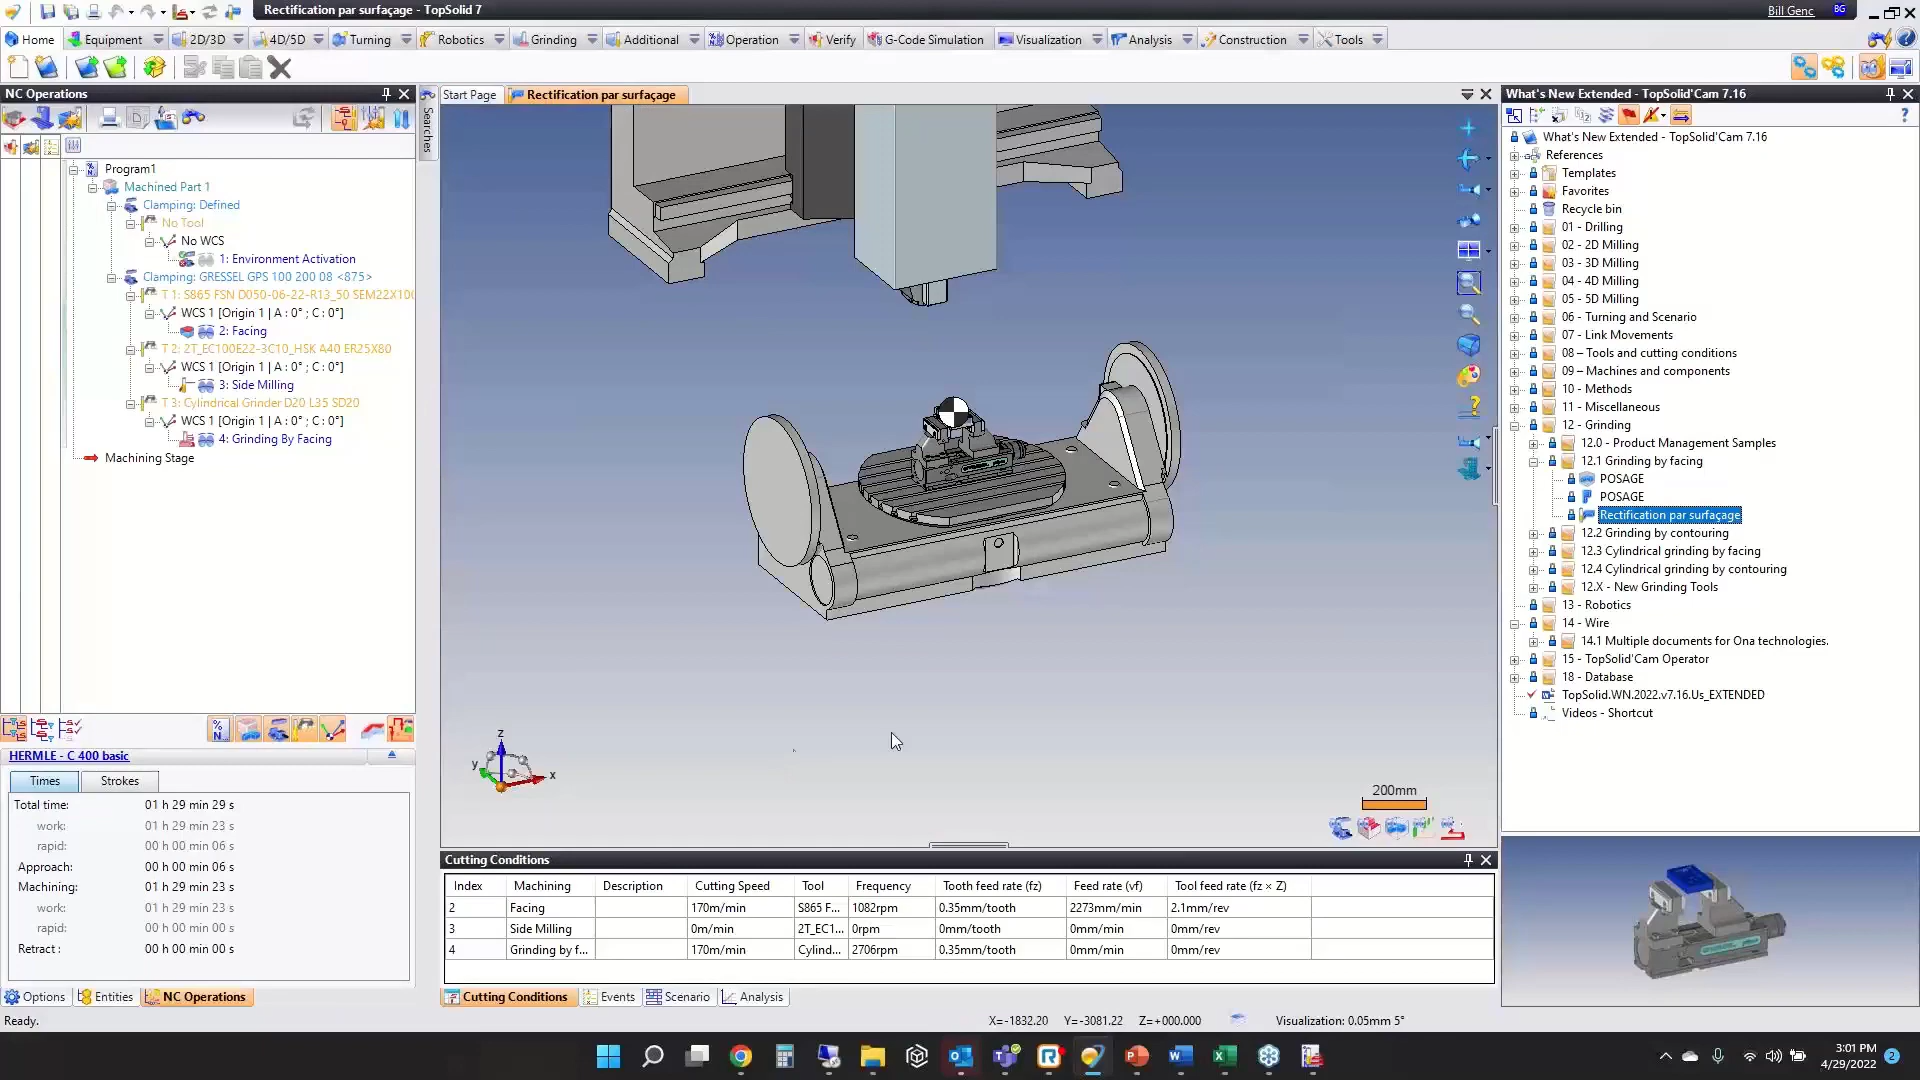 Rectification par surfaçage - TopSolid 7
Bill Genc
BG
Home
Equipment
2D/3D
4D/5D
Turning
Robotics
Grinding
Additional
Operation
Verify
G-Code Simulation
Visualization
Analysis
Construction
Tools
NC Operations
Start Page
Rectification par surfaçage
What's New Extended - TopSolid'Cam 7.16
Searches
Program1
Machined Part 1
Clamping: Defined
No Tool
No WCS
1: Environment Activation
Clamping: GRESSEL GPS 100 200 08 <875>
T 1: S865 FSN D050-06-22-R13_50 SEM22X100
WCS 1 [Origin 1 | A : 0° ; C : 0°]
2: Facing
T 2: 2T_EC100E22-3C10_HSK A40 ER25X80
WCS 1 [Origin 1 | A : 0° ; C : 0°]
3: Side Milling
T 3: Cylindrical Grinder D20 L35 SD20
WCS 1 [Origin 1 | A : 0° ; C : 0°]
4: Grinding By Facing
Machining Stage
What's New Extended - TopSolid'Cam 7.16
References
Templates
Favorites
Recycle bin
01 - Drilling
02 - 2D Milling
03 - 3D Milling
04 - 4D Milling
05 - 5D Milling
06 - Turning and Scenario
07 - Link Movements
08 – Tools and cutting conditions
09 – Machines and components
10 - Methods
11 - Miscellaneous
12 - Grinding
12.0 - Product Management Samples
12.1 Grinding by facing
POSAGE
POSAGE
Rectification par surfaçage
12.2 Grinding by contouring
12.3 Cylindrical grinding by facing
12.4 Cylindrical grinding by contouring
12.X - New Grinding Tools
13 - Robotics
14 - Wire
14.1 Multiple documents for Ona technologies.
15 - TopSolid'Cam Operator
18 - Database
TopSolid.WN.2022.v7.16.Us_EXTENDED
Videos - Shortcut
z
y
x
200mm
HERMLE - C 400 basic
Times
Strokes
Total time: 01 h 29 min 29 s
work: 01 h 29 min 23 s
rapid: 00 h 00 min 06 s
Approach: 00 h 00 min 06 s
Machining: 01 h 29 min 23 s
work: 01 h 29 min 23 s
rapid: 00 h 00 min 00 s
Retract : 00 h 00 min 00 s
Options
Entities
NC Operations
Cutting Conditions
Index Machining Description Cutting Speed Tool Frequency Tooth feed rate (fz) Feed rate (vf) Tool feed rate (fz × Z)
2 Facing 170m/min S865 F... 1082rpm 0.35mm/tooth 2273mm/min 2.1mm/rev
3 Side Milling 0m/min 2T_EC1... 0rpm 0mm/tooth 0mm/min 0mm/rev
4 Grinding by f... 170m/min Cylind... 2706rpm 0.35mm/tooth 0mm/min 0mm/rev
Cutting Conditions
Events
Scenario
Analysis
Ready.
X=-1832.20 Y=-3081.22 Z=+000.000
Visualization: 0.05mm 5°
3:01 PM
4/29/2022
2